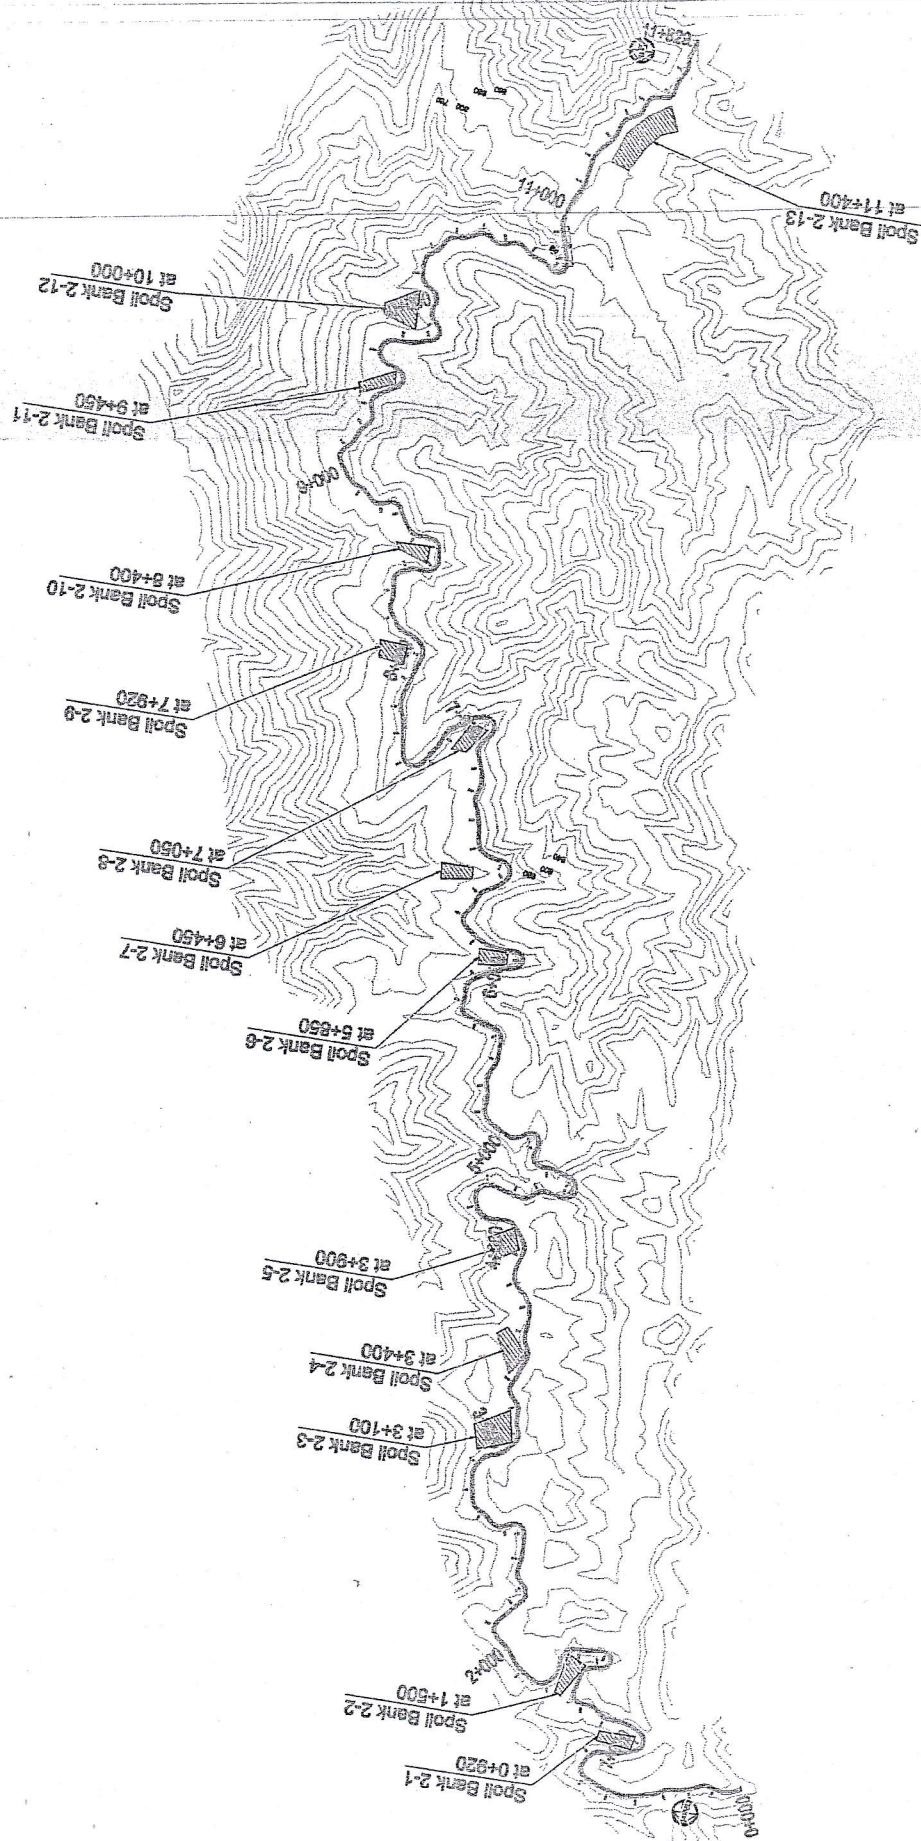 0+000
Spoil Bank 2-1
at 0+920
Spoil Bank 2-2
at 1+500
2+000
Spoil Bank 2-3
at 3+100
Spoil Bank 2-4
at 3+400
Spoil Bank 2-5
at 3+900
5+000
Spoil Bank 2-6
at 5+850
Spoil Bank 2-7
at 6+450
Spoil Bank 2-8
at 7+050
Spoil Bank 2-9
at 7+920
Spoil Bank 2-10
at 8+400
9+000
Spoil Bank 2-11
at 9+450
Spoil Bank 2-12
at 10+000
11+000
Spoil Bank 2-13
at 11+400